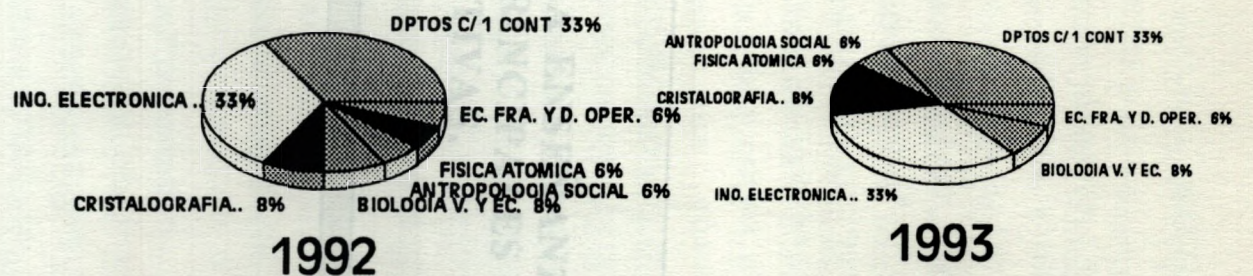 DPTOS C/ 1 CONT 33%
INO. ELECTRONICA .. 33%
EC. FRA. Y D. OPER. 6%
FISICA ATOMICA 6%
ANTROPOLOOIA SOCIAL 6%
CRISTALOORAFIA.. 8%
BIOLOOIA V. Y EC. 8%
1992
DPTOS C/ 1 CONT 33%
ANTROPOLOOIA SOCIAL 6%
FISICA ATOMICA 6%
CRISTALOORAFIA.. 8%
EC. FRA. Y D. OPER. 6%
BIOLOOIA V. Y EC. 8%
INO. ELECTRONICA .. 33%
1993